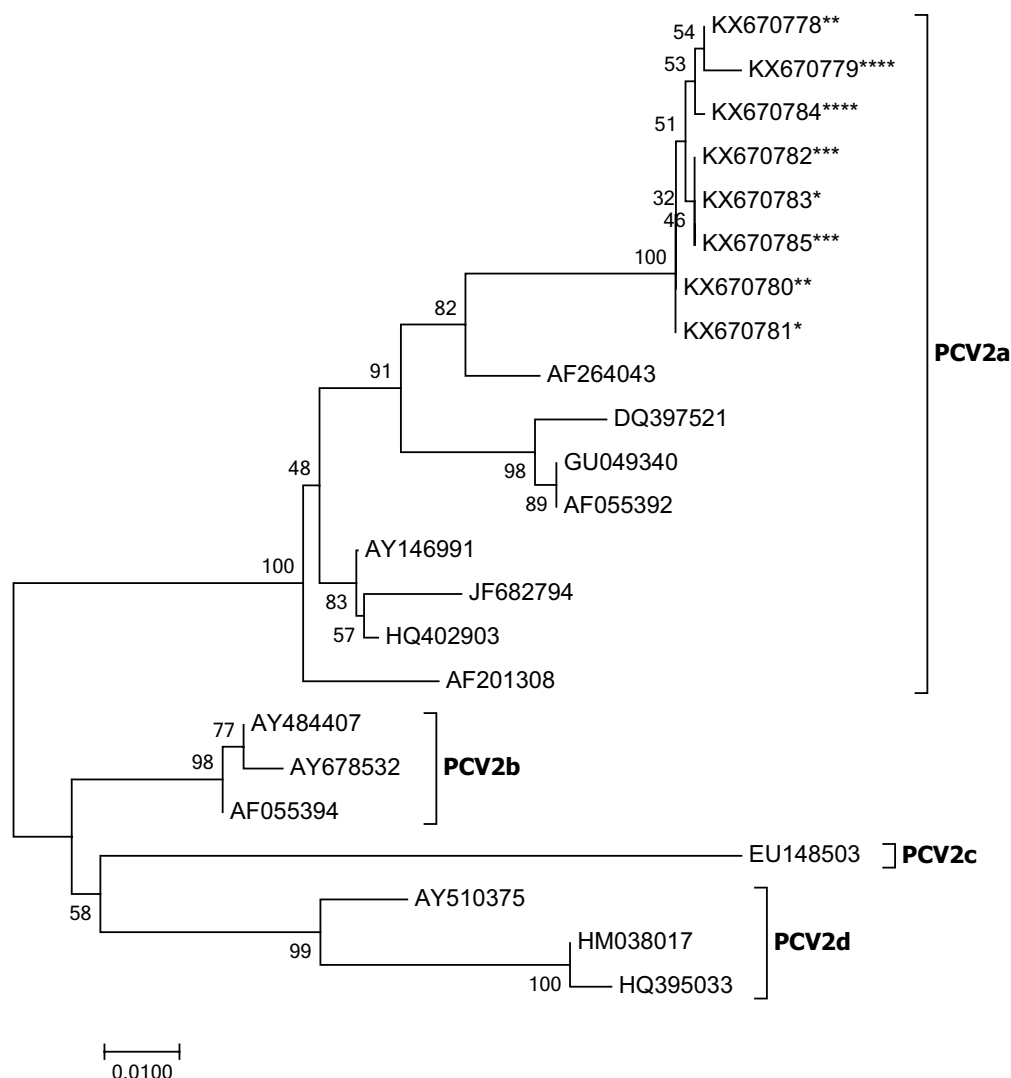 54
KX670778**
53
KX670779****
KX670784****
51
KX670782***
32
KX670783*
46
KX670785***
100
KX670780**
KX670781*
82
PCV2a
91
AF264043
DQ397521
48
98
GU049340
89
AF055392
AY146991
100
83
JF682794
57
HQ402903
AF201308
77
AY484407
98
AY678532
PCV2b
AF055394
EU148503
PCV2c
58
AY510375
99
HM038017
PCV2d
100
HQ395033
0.0100